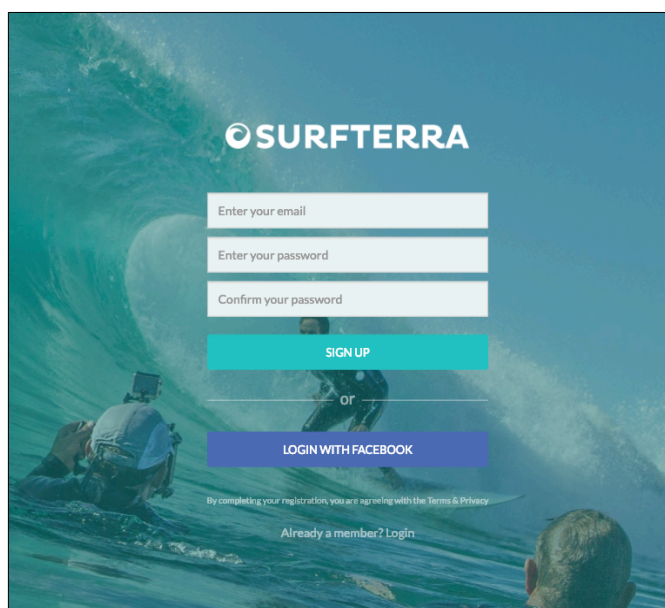 SURFTERRA
Enter your email
Enter your password
Confirm your password
SIGN UP
or
LOGIN WITH FACEBOOK
By completing your registration, you are agreeing with the Terms & Privacy
Already a member? Login